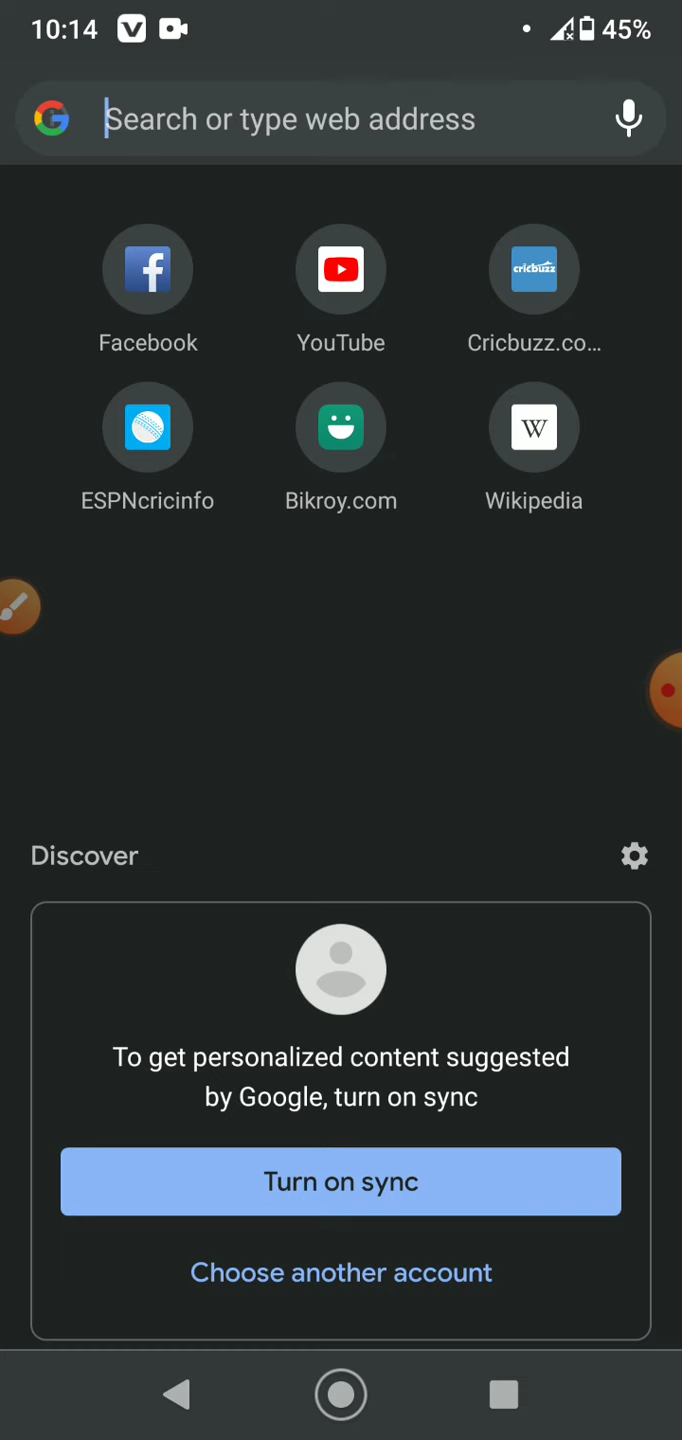 10:14 45%
Search or type web address
cricbuzz
Facebook YouTube Cricbuzz.co...
W
ESPNcricinfo Bikroy.com Wikipedia
Discover
To get personalized content suggested
by Google, turn on sync
Turn on sync
Choose another account